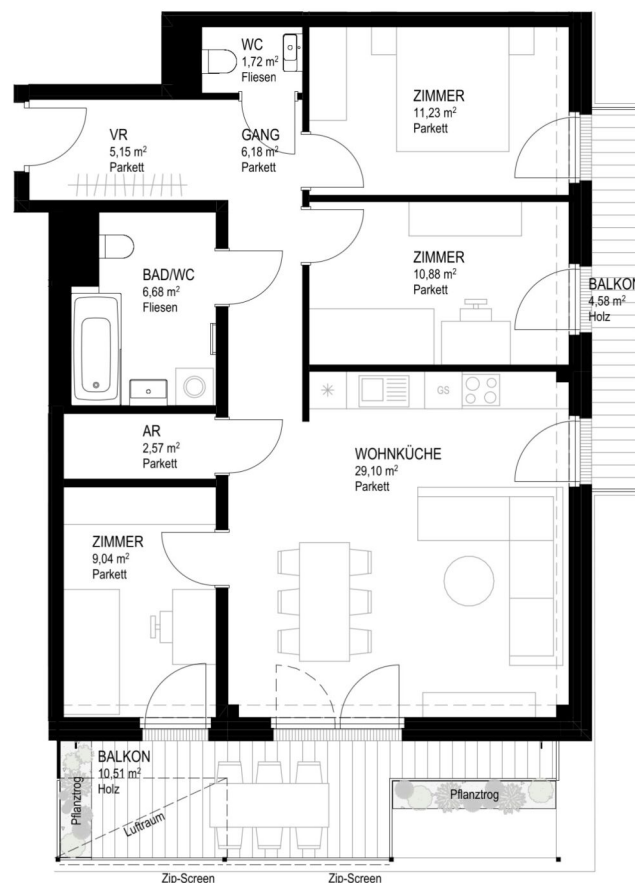 WC
1,72 m²
Fliesen
ZIMMER
11,23 m²
Parkett
VR
5,15 m²
Parkett
GANG
6,18 m²
Parkett
ZIMMER
10,88 m²
Parkett
BAD/WC
6,68 m²
Fliesen
BALKON
4,58 m²
Holz
GS
AR
2,57 m²
Parkett
WOHNKÜCHE
29,10 m²
Parkett
ZIMMER
9,04 m²
Parkett
BALKON
10,51 m²
Holz
Pflanztrog
Luftraum
Pflanztrog
Zip-Screen
Zip-Screen